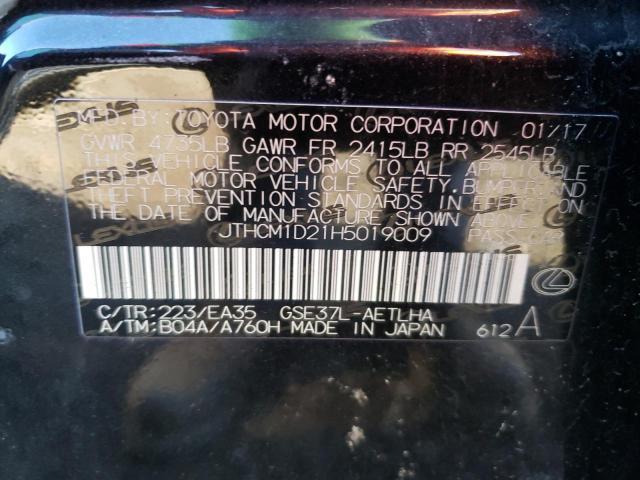 MFD. BY: TOYOTA MOTOR CORPORATION 01/17
GVWR 4735LB GAWR FR 2415LB RR 2545LB
THIS VEHICLE CONFORMS TO ALL APPLICABLE
FEDERAL MOTOR VEHICLE SAFETY, BUMPER, AND
THEFT PREVENTION STANDARDS IN EFFECT ON
THE DATE OF MANUFACTURE SHOWN ABOVE.
JTHCM1D21H5019009 PASS. CAR
C/TR: 223/EA35 GSE37L-AETLHA
A/TM: B04A/A760H MADE IN JAPAN 612A
LEXUS